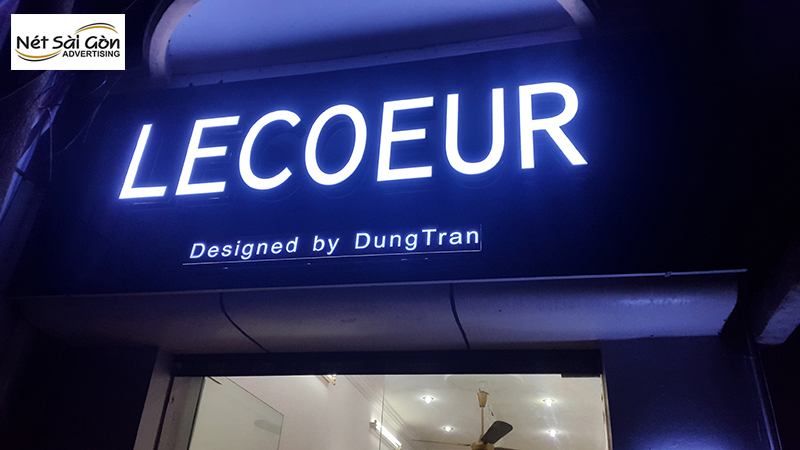 Nét Sài Gòn
ADVERTISING
LECOEUR
Designed by DungTran